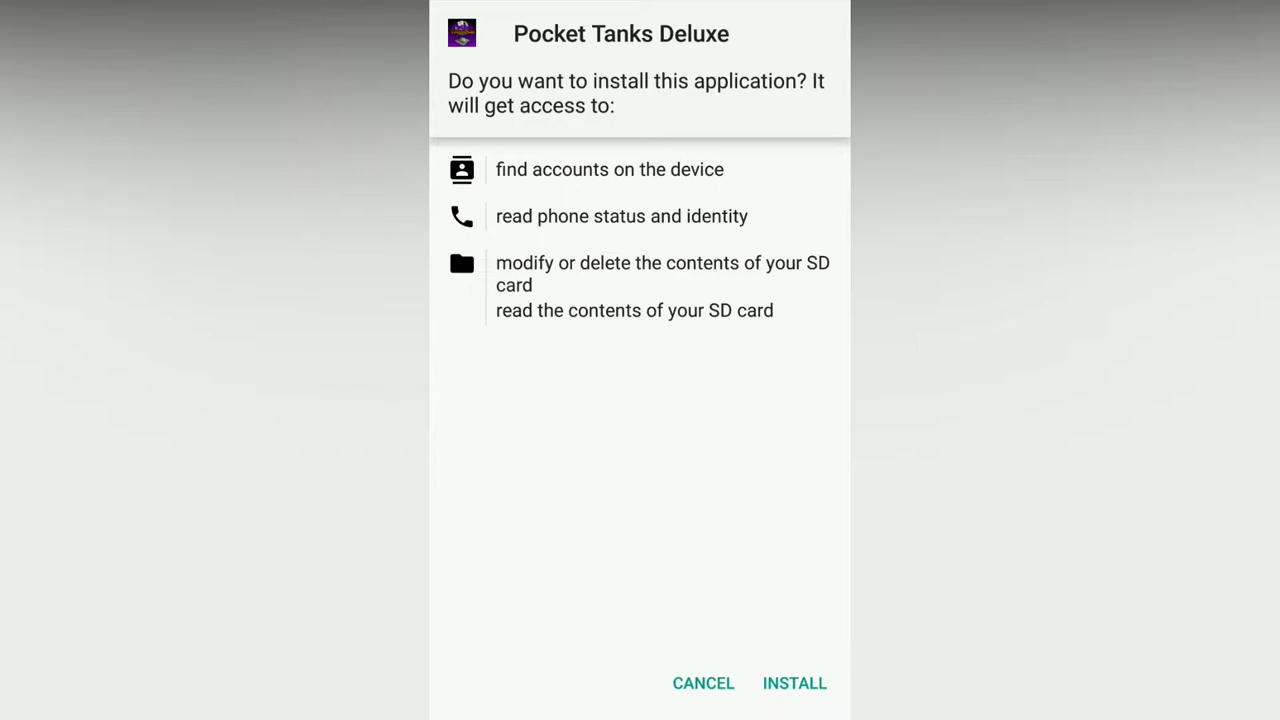 Pocket Tanks Deluxe
Do you want to install this application? It
will get access to:
find accounts on the device
read phone status and identity
modify or delete the contents of your SD
card
read the contents of your SD card
CANCEL INSTALL